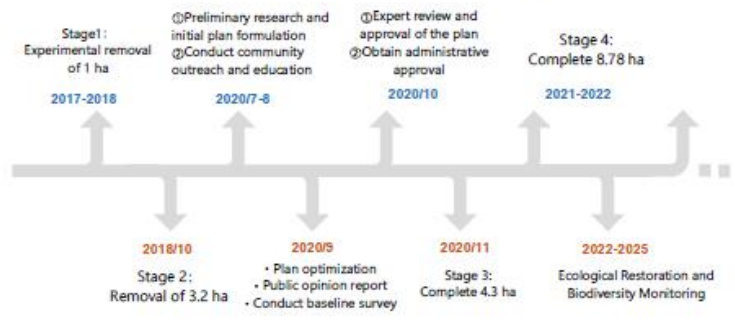 Stage1:
Experimental removal
of 1 ha
2017-2018
①Preliminary research and
initial plan formulation
②Conduct community
outreach and education
2020/7-8
①Expert review and
approval of the plan
②Obtain administrative
approval
2020/10
Stage 4:
Complete 8.78 ha
2021-2022
2018/10
Stage 2:
Removal of 3.2 ha
2020/9
• Plan optimization
• Public opinion report
• Conduct baseline survey
2020/11
Stage 3:
Complete 4.3 ha
2022-2025
Ecological Restoration and
Biodiversity Monitoring